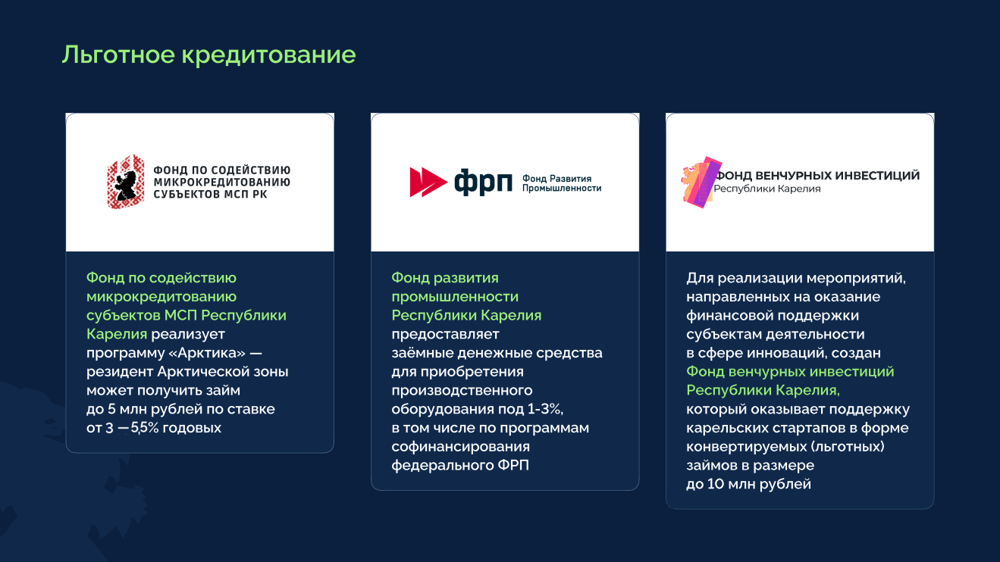 Льготное кредитование
ФОНД ПО СОДЕЙСТВИЮ
МИКРОКРЕДИТОВАНИЮ
СУБЪЕКТОВ МСП РК
Фонд по содействию
микрокредитованию
субъектов МСП Республики
Карелия реализует
программу «Арктика» —
резидент Арктической зоны
может получить займ
до 5 млн рублей по ставке
от 3 — 5,5% годовых
фрп
Фонд Развития
Промышленности
Фонд развития
промышленности
Республики Карелия
предоставляет
заёмные денежные средства
для приобретения
производственного
оборудования под 1-3%,
в том числе по программам
софинансирования
федерального ФРП
ФОНД ВЕНЧУРНЫХ ИНВЕСТИЦИЙ
Республики Карелия
Для реализации мероприятий,
направленных на оказание
финансовой поддержки
субъектам деятельности
в сфере инноваций, создан
Фонд венчурных инвестиций
Республики Карелия,
который оказывает поддержку
карельских стартапов в форме
конвертируемых (льготных)
займов в размере
до 10 млн рублей